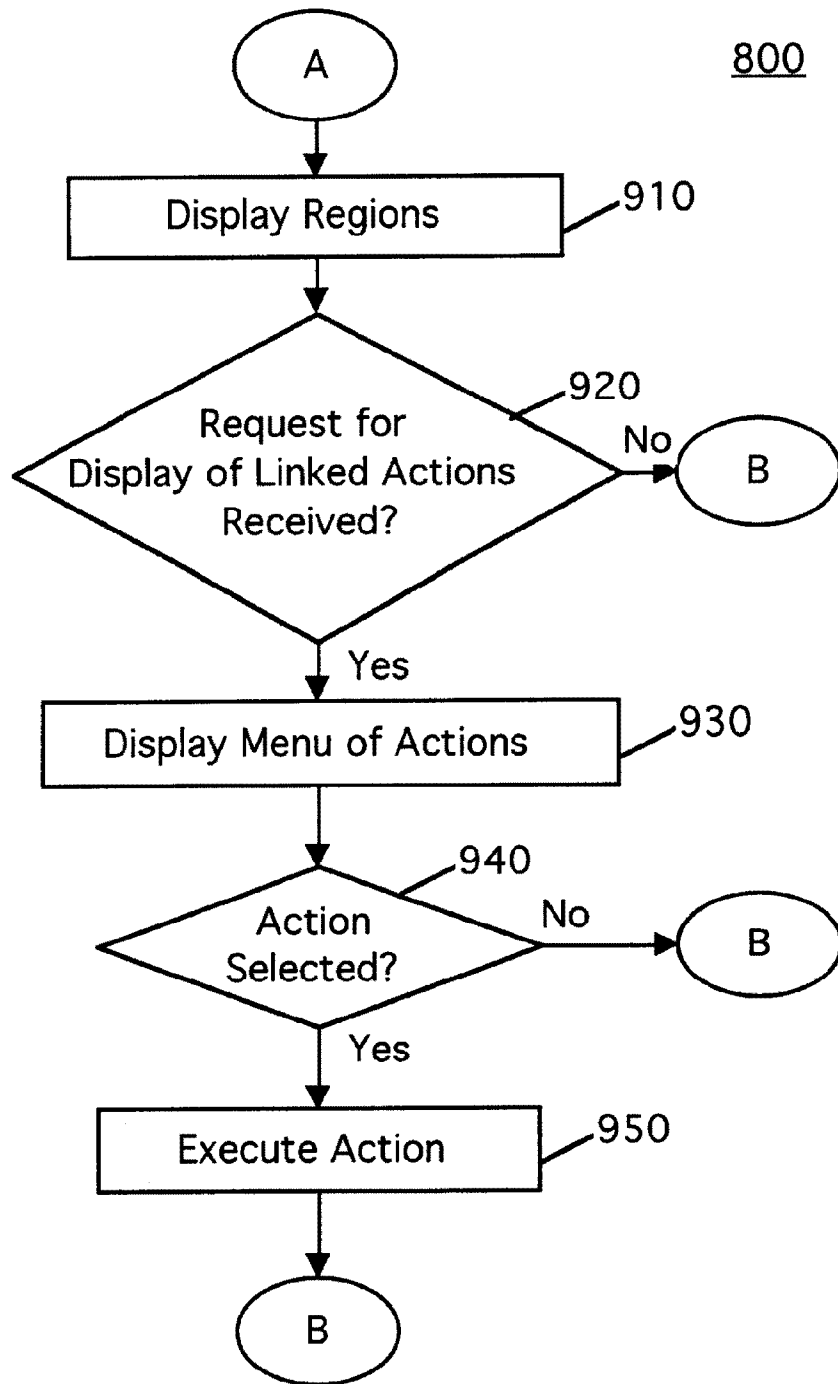 A
800
Display Regions
910
920
Request for
Display of Linked Actions
Received?
No
B
Yes
Display Menu of Actions
930
940
Action
Selected?
No
B
Yes
Execute Action
950
B